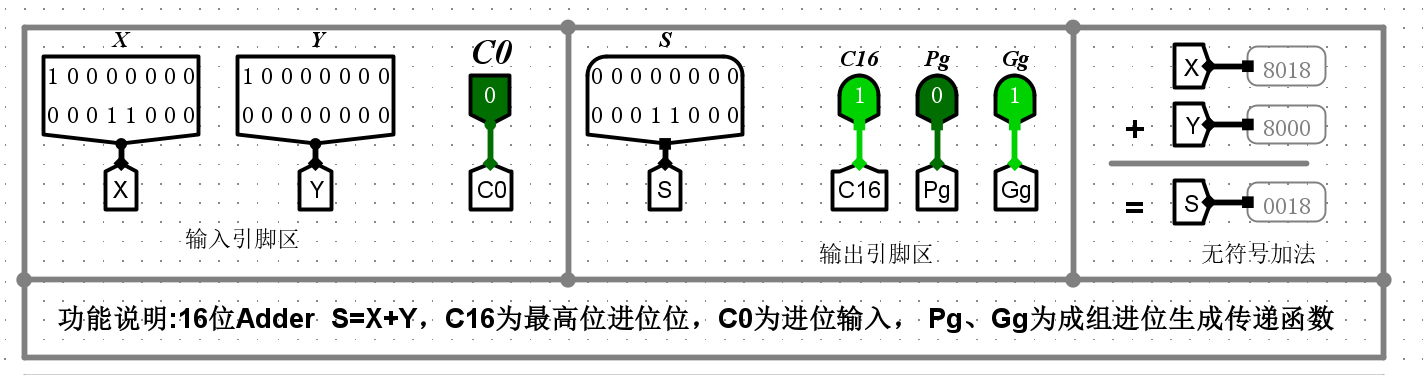 X Y C0 S C16 Pg Gg
1 0 0 0 0 0 0 0 1 0 0 0 0 0 0 0 0 0 0 0 0 0 0 0 0
0 0 0 1 1 0 0 0 0 0 0 0 0 0 0 0 0 0 0 1 1 0 0 0 1 0 1
X Y C0 S C16 Pg Gg
输入引脚区
输出引脚区
X 8018
+ Y 8000
= S 0018
无符号加法
功能说明:16位Adder S=X+Y，C16为最高位进位位，C0为进位输入， Pg、Gg为成组进位生成传递函数